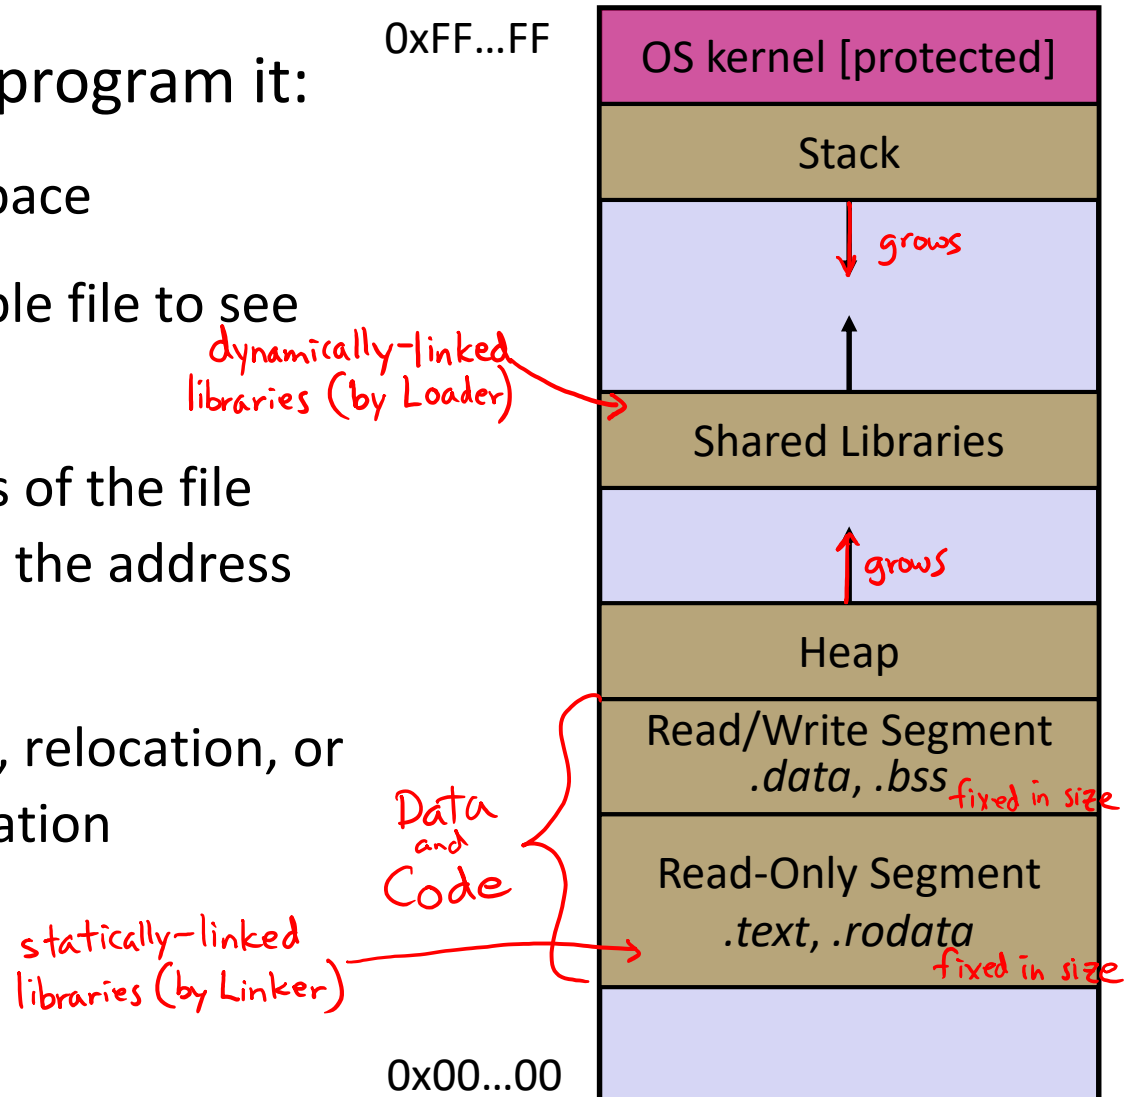 0xFF...FF
OS kernel [protected]
program it:
Stack
pace
grows
ole file to see
dynamically-linked
libraries (by Loader)
Shared Libraries
s of the file
the address
grows
Heap
Read/Write Segment
.data, .bss
fixed in size
, relocation, or
ation
Data
and
Code
Read-Only Segment
.text, .rodata
fixed in size
statically-linked
libraries (by Linker)
0x00...00